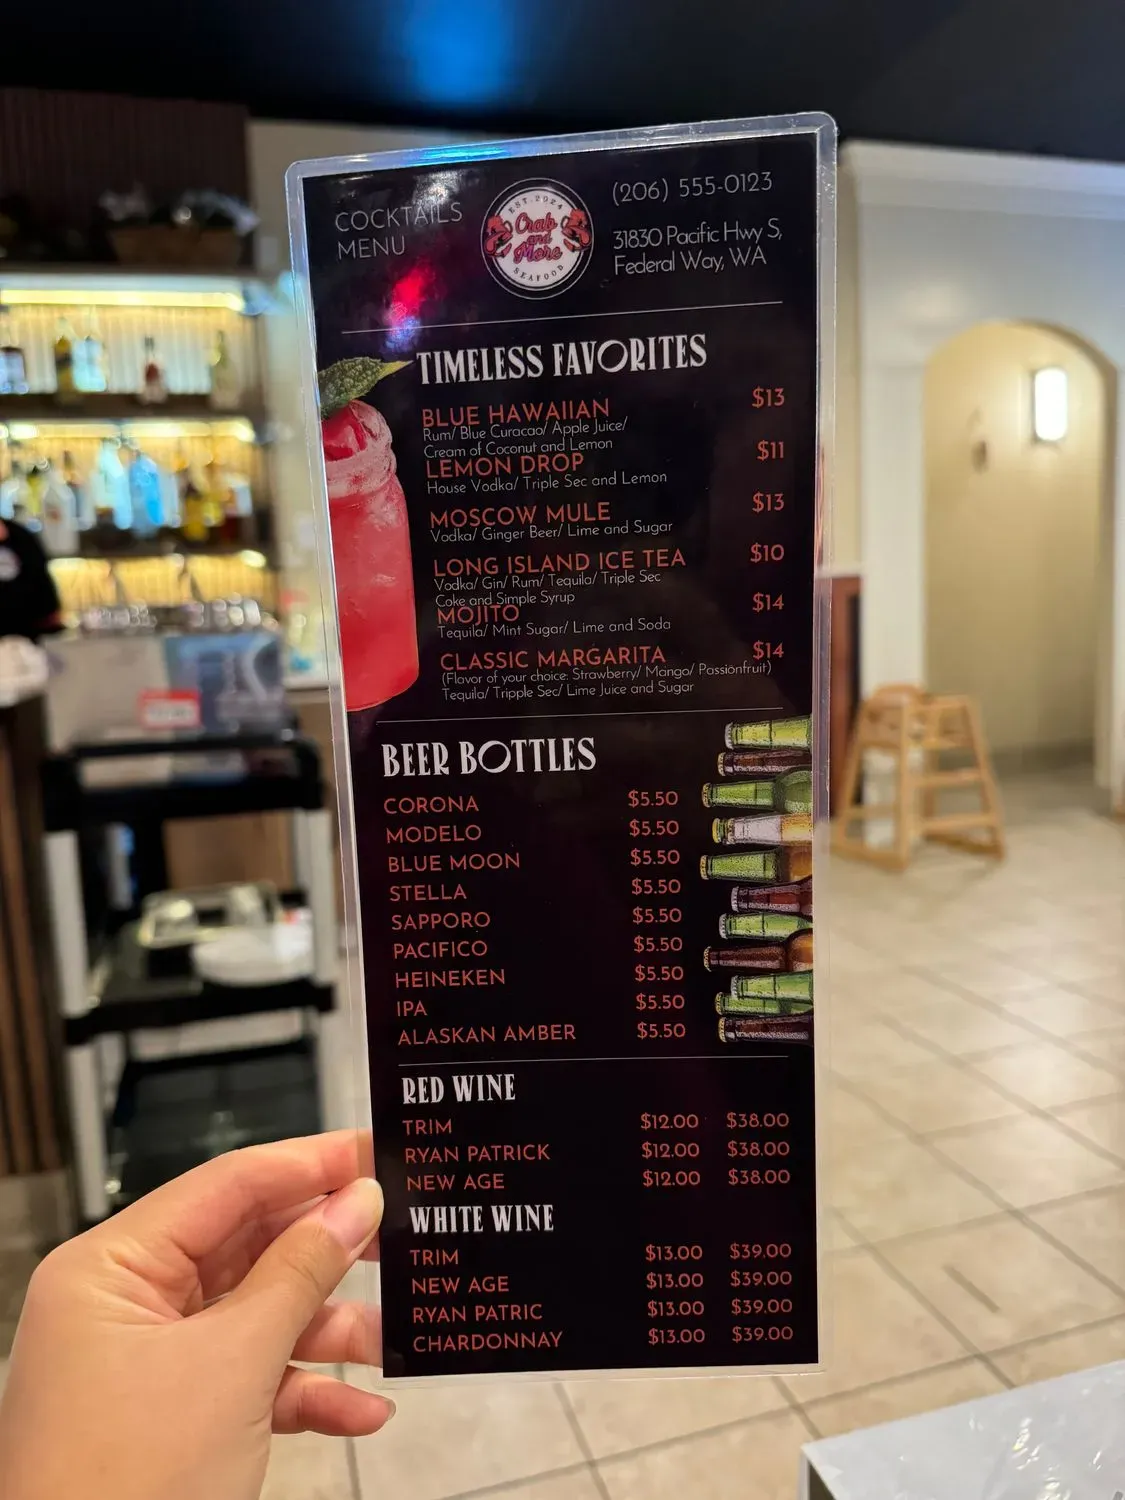 COCKTAILS
MENU
EST. 2024
Crab
and
More
SEAFOOD
(206) 555-0123
31830 Pacific Hwy S,
Federal Way, WA
TIMELESS FAVORITES
BLUE HAWAIIAN $13
Rum/ Blue Curacao/ Apple Juice/
Cream of Coconut and Lemon
LEMON DROP $11
House Vodka/ Triple Sec and Lemon
MOSCOW MULE $13
Vodka/ Ginger Beer/ Lime and Sugar
LONG ISLAND ICE TEA $10
Vodka/ Gin/ Rum/ Tequila/ Triple Sec
Coke and Simple Syrup
MOJITO $14
Tequila/ Mint Sugar/ Lime and Soda
CLASSIC MARGARITA $14
(Flavor of your choice: Strawberry/ Mango/ Passionfruit)
Tequila/ Tripple Sec/ Lime Juice and Sugar
BEER BOTTLES
CORONA $5.50
MODELO $5.50
BLUE MOON $5.50
STELLA $5.50
SAPPORO $5.50
PACIFICO $5.50
HEINEKEN $5.50
IPA $5.50
ALASKAN AMBER $5.50
RED WINE
TRIM $12.00 $38.00
RYAN PATRICK $12.00 $38.00
NEW AGE $12.00 $38.00
WHITE WINE
TRIM $13.00 $39.00
NEW AGE $13.00 $39.00
RYAN PATRIC $13.00 $39.00
CHARDONNAY $13.00 $39.00